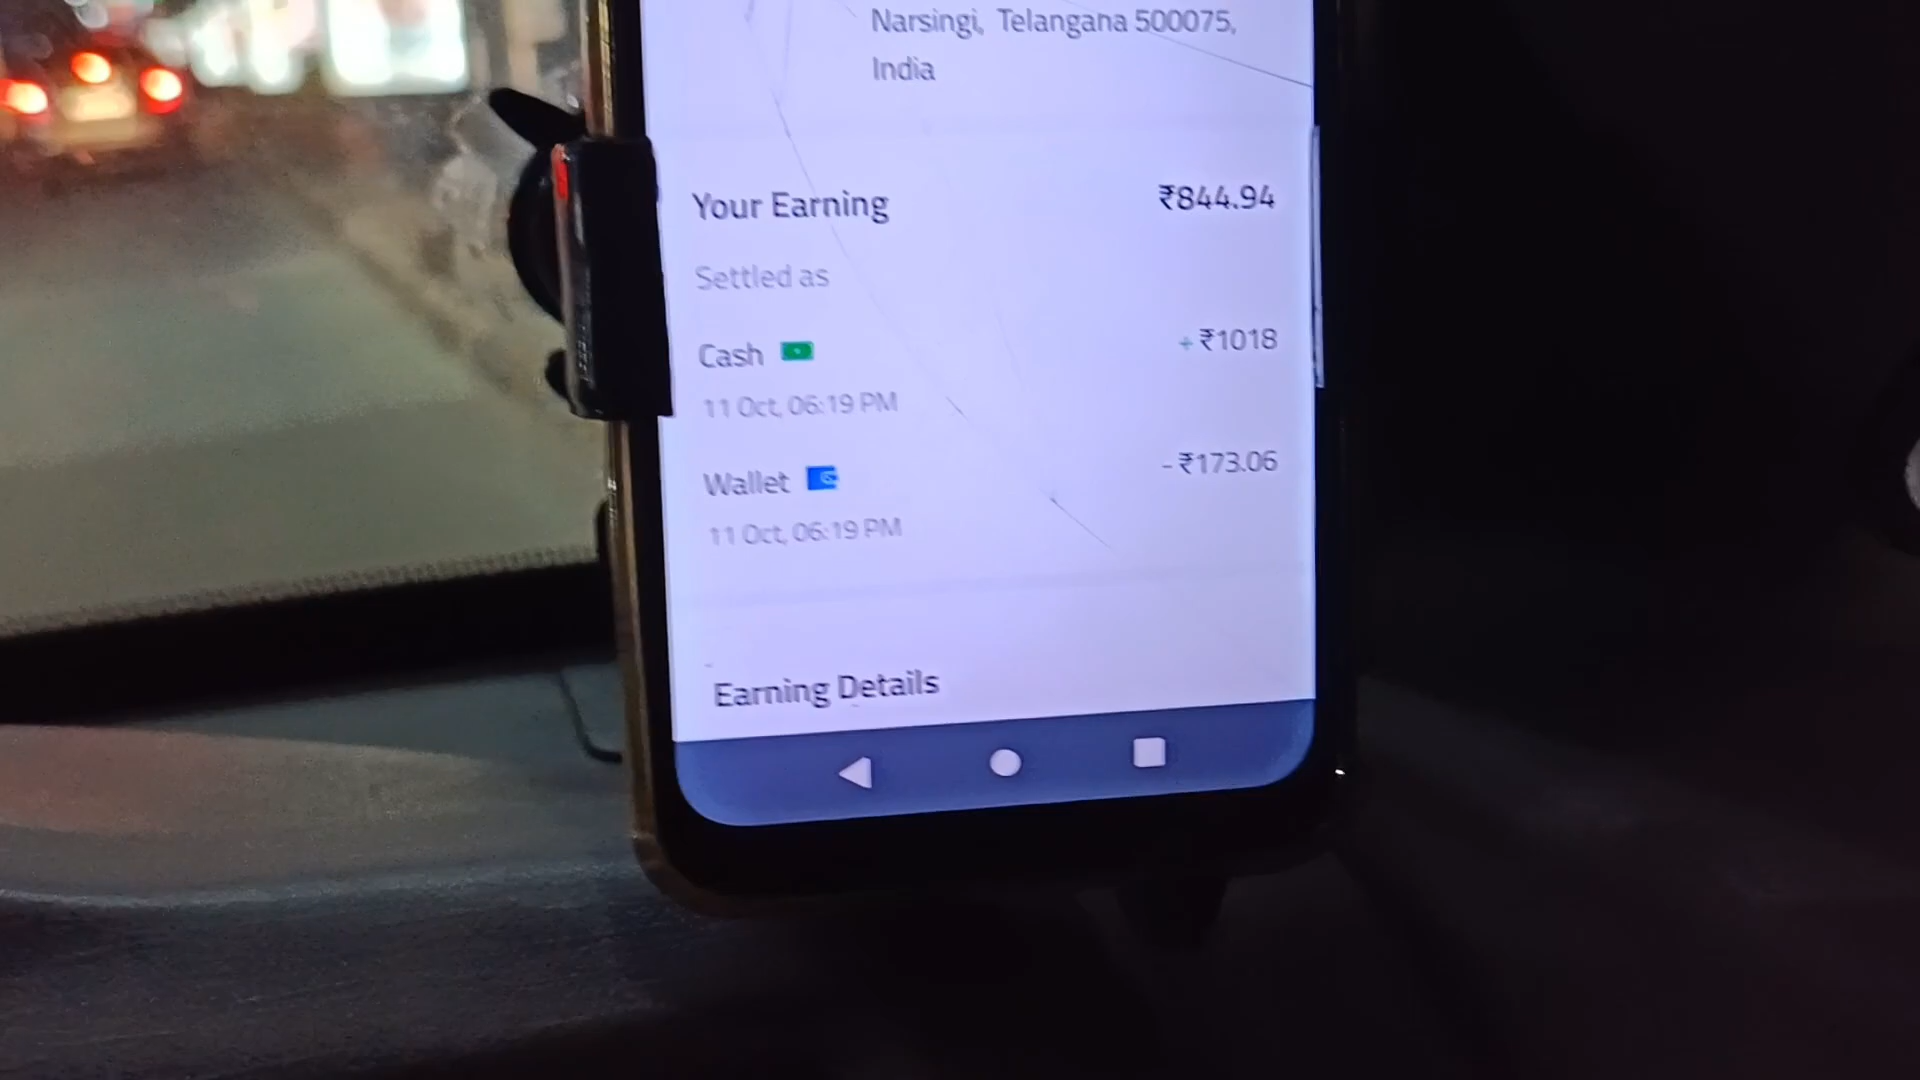 Narsingi, Telangana 500075,
India
Your Earning ₹844.94
Settled as
Cash + ₹1018
11 Oct, 06:19 PM
Wallet - ₹173.06
11 Oct, 06:19 PM
Earning Details